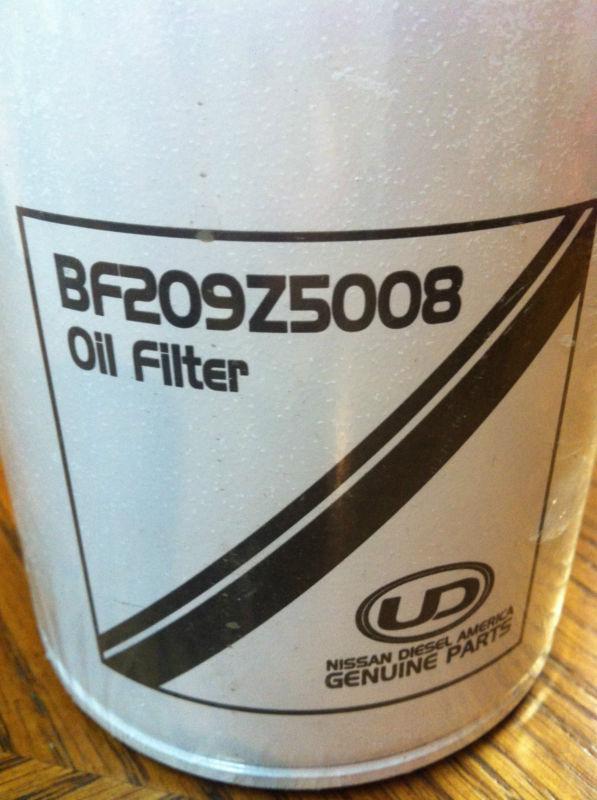 BF209Z5008
Oil Filter
UD
NISSAN DIESEL AMERICA
GENUINE PARTS